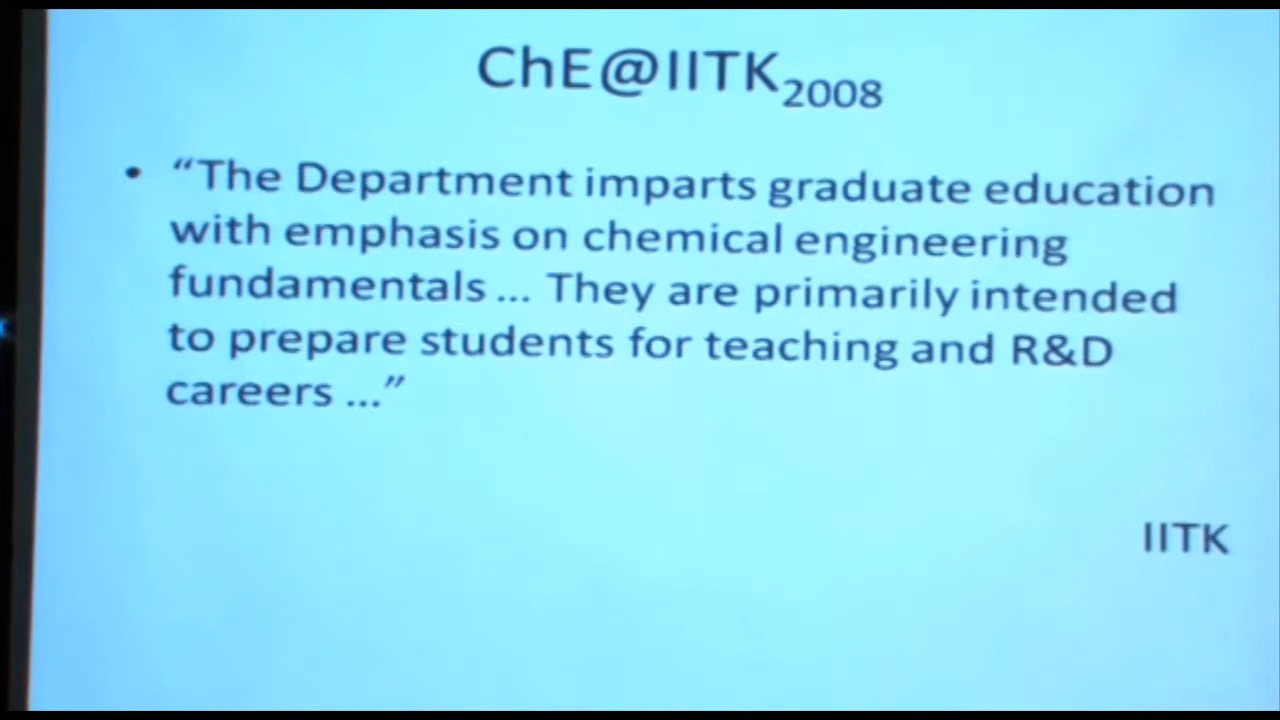 ChE@IITK2008
• “The Department imparts graduate education
with emphasis on chemical engineering
fundamentals ... They are primarily intended
to prepare students for teaching and R&D
careers ...”
IITK